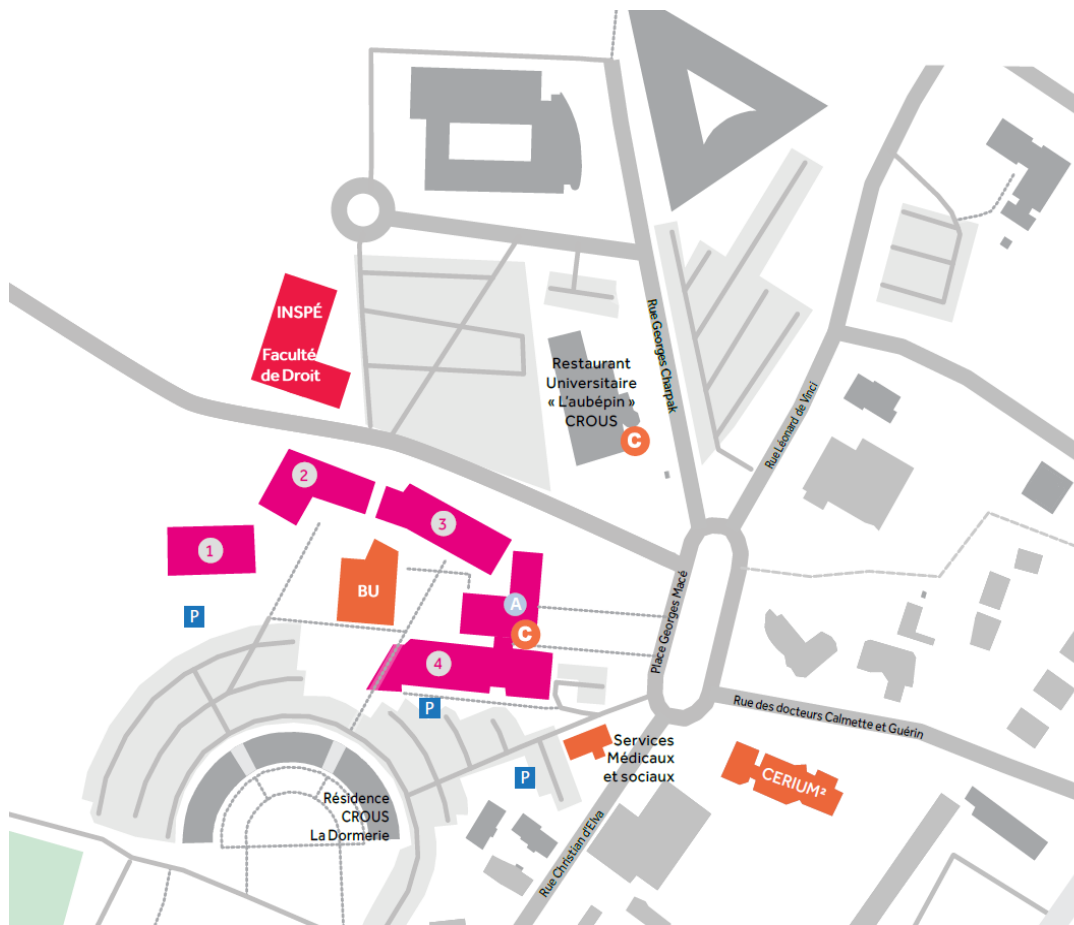 INSPÉ
Faculté
de Droit
Restaurant
Universitaire
« L'aubépin »
CROUS
C
Rue Georges Charpak
Rue Léonard de Vinci
2
3
1
BU
A
C
4
P
P
P
Place Georges Macé
Rue des docteurs Calmette et Guérin
Services
Médicaux
et sociaux
CERIUM²
Résidence
CROUS
La Dormerie
Rue Christian d'Elva